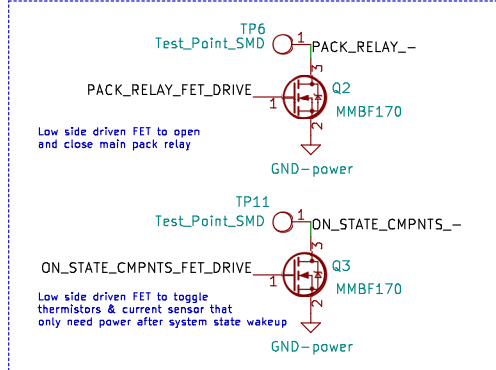 TP6
Test_Point_SMD
1
PACK_RELAY_-
3
PACK_RELAY_FET_DRIVE
1
Q2
MMBF170
2
Low side driven FET to open
and close main pack relay
GND-power
TP11
Test_Point_SMD
1
ON_STATE_CMPNTS_-
3
ON_STATE_CMPNTS_FET_DRIVE
1
Q3
MMBF170
2
Low side driven FET to toggle
thermistors & current sensor that
only need power after system state wakeup
GND-power